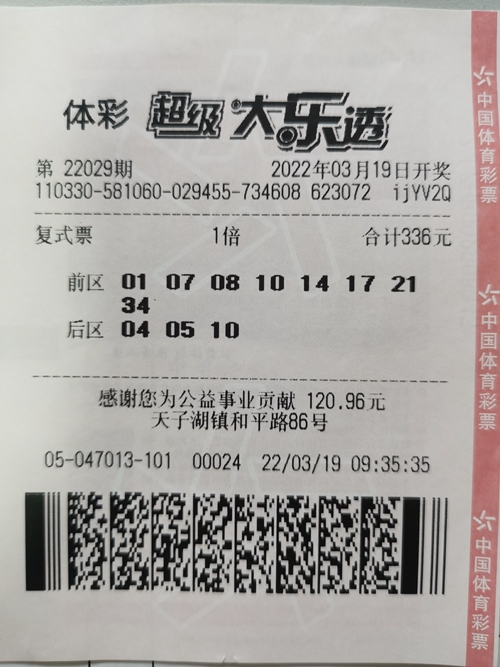 体彩 超级大乐透
第 22029期 2022年03月19日开奖
110330-581060-029455-734608 623072 ijYV2Q
复式票 1倍 合计336元
前区 01 07 08 10 14 17 21
34
后区 04 05 10
感谢您为公益事业贡献 120.96元
天子湖镇和平路86号
05-047013-101 00024 22/03/19 09:35:35
中国体育彩票
中国体育彩票
中国体育彩票